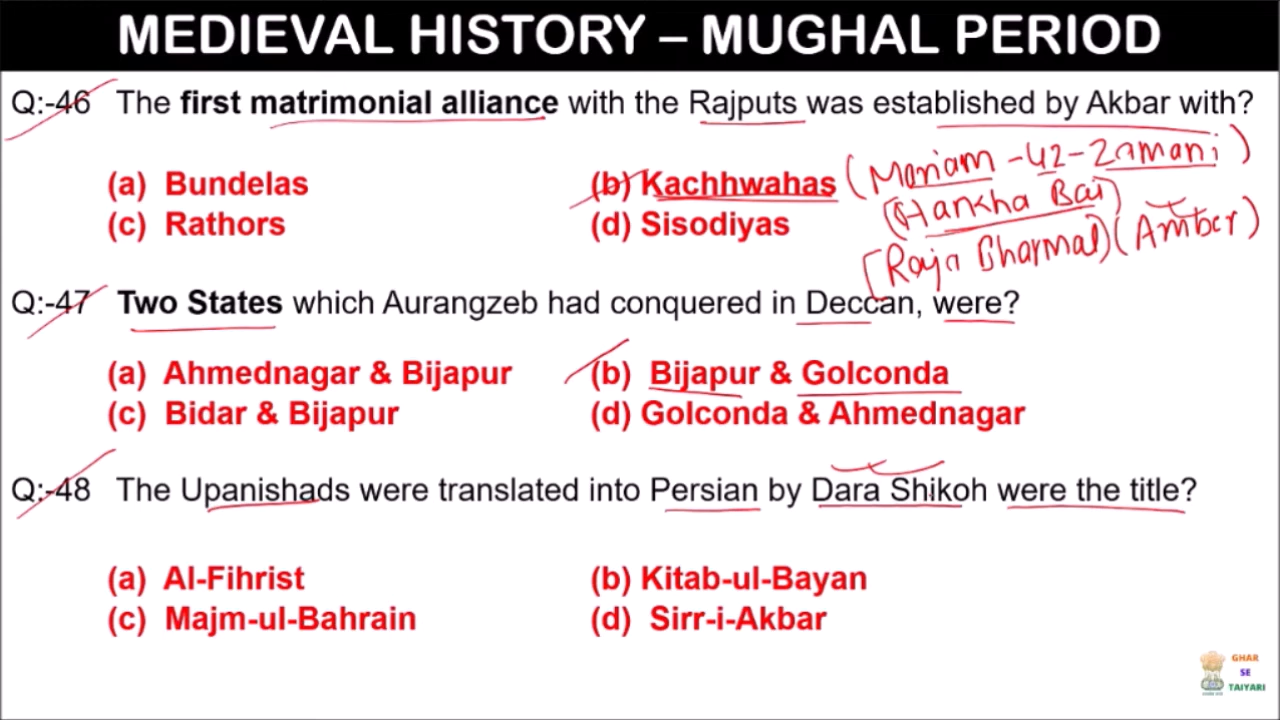 MEDIEVAL HISTORY – MUGHAL PERIOD
Q:-46 The first matrimonial alliance with the Rajputs was established by Akbar with?
(a) Bundelas (b) Kachhwahas (Mariam-uz-Zamani)
(c) Rathors (d) Sisodiyas (Harkha Bai)
[Raja Bharmal) (Amber)
Q:-47 Two States which Aurangzeb had conquered in Deccan, were?
(a) Ahmednagar & Bijapur (b) Bijapur & Golconda
(c) Bidar & Bijapur (d) Golconda & Ahmednagar
Q:-48 The Upanishads were translated into Persian by Dara Shikoh were the title?
(a) Al-Fihrist (b) Kitab-ul-Bayan
(c) Majm-ul-Bahrain (d) Sirr-i-Akbar
GHAR
SE
TAIYARI